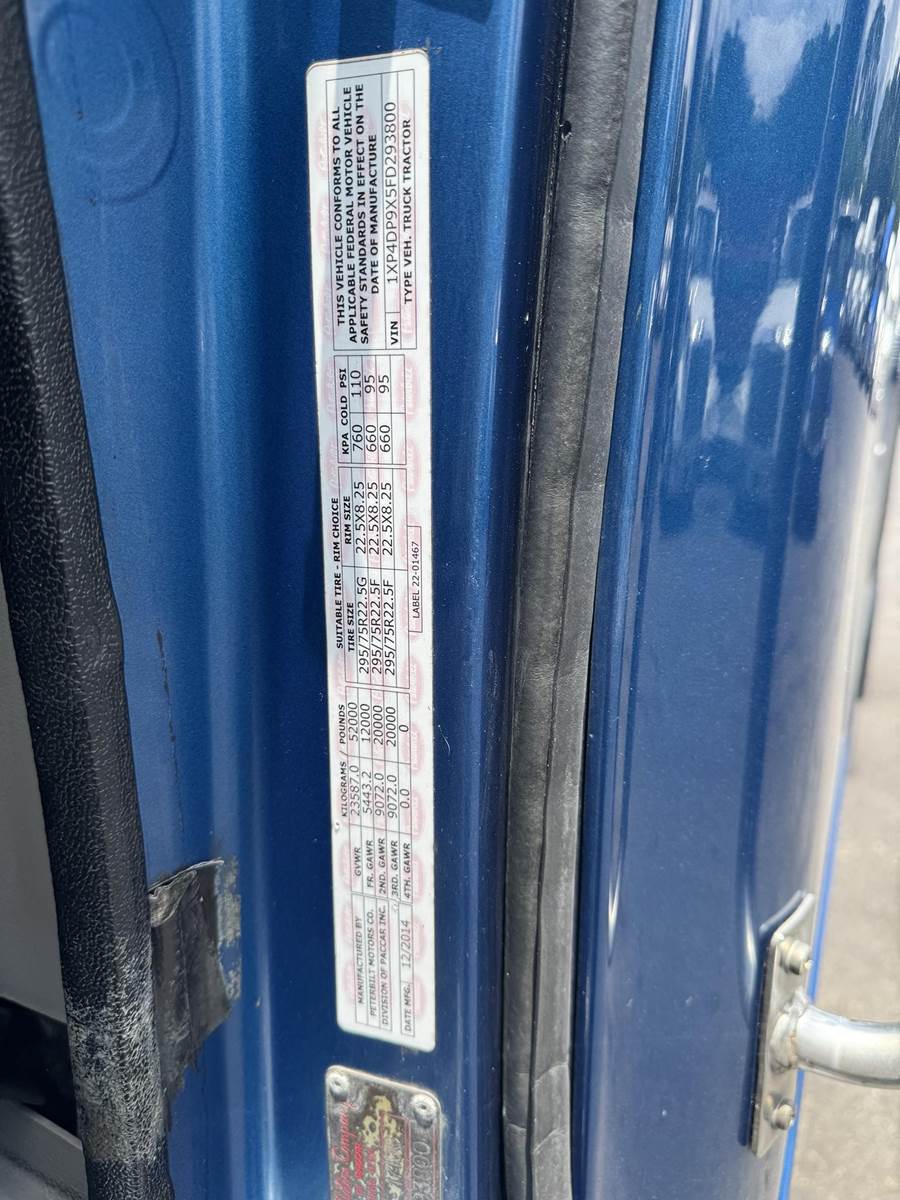 MANUFACTURED BY
PETERBILT MOTORS CO.
DIVISION OF PACCAR INC.
DATE MFG. 12/2014
KILOGRAMS / POUNDS
GVWR 23587.0 52000
FR. GAWR 5443.2 12000
2ND. GAWR 9072.0 20000
3RD. GAWR 9072.0 20000
4TH. GAWR 0.0 0
SUITABLE TIRE - RIM CHOICE
TIRE SIZE RIM SIZE
295/75R22.5G 22.5X8.25
295/75R22.5F 22.5X8.25
295/75R22.5F 22.5X8.25
LABEL 22-01467
KPA COLD PSI
760 110
660 95
660 95
THIS VEHICLE CONFORMS TO ALL
APPLICABLE FEDERAL MOTOR VEHICLE
SAFETY STANDARDS IN EFFECT ON THE
DATE OF MANUFACTURE
VIN 1XP4DP9X5FD293800
TYPE VEH. TRUCK TRACTOR
Company